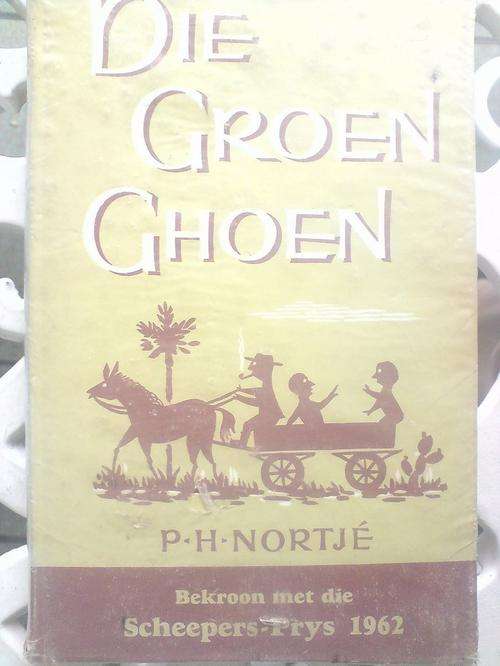 DIE
GROEN
GHOEN
P·H·NORTJÉ
Bekroon met die
Scheepers-Prys 1962